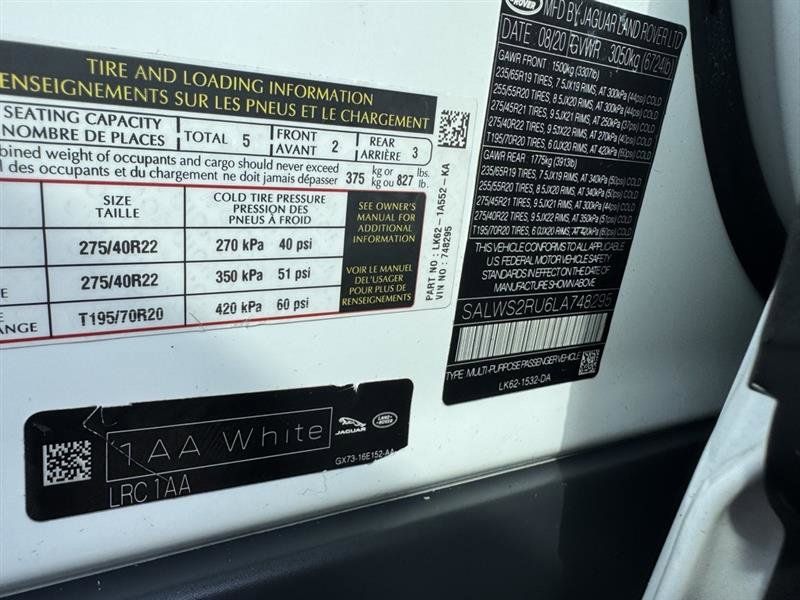 TIRE AND LOADING INFORMATION
RENSEIGNEMENTS SUR LES PNEUS ET LE CHARGEMENT
SEATING CAPACITY
NOMBRE DE PLACES
TOTAL 5
FRONT
AVANT 2
REAR
ARRIÈRE 3
weight of occupants and cargo should never exceed
des occupants et du chargement ne doit jamais dépasser
375 kg or 827 lbs.
kg ou lb.
SIZE
TAILLE
COLD TIRE PRESSURE
PRESSION DES
PNEUS À FROID
275/40R22
270 kPa 40 psi
275/40R22
350 kPa 51 psi
T195/70R20
420 kPa 60 psi
SEE OWNER'S
MANUAL FOR
ADDITIONAL
INFORMATION
VOIR LE MANUEL
DEL'USAGER
POUR PLUS DE
RENSEIGNEMENTS
PART NO : LK62-1A552-KA
VIN NO : 748295
LAND ROVER
MFD BY JAGUAR LAND ROVER LTD
DATE 08/20 GVWR 3050kg (6724lb)
GAWR FRONT 1500kg (3307lb)
235/65R19 TIRES, 7.5JX19 RIMS, AT 300kPa (44psi) COLD
255/55R20 TIRES, 8.5JX20 RIMS, AT 300kPa (44psi) COLD
275/45R21 TIRES, 9.5JX21 RIMS, AT 250kPa (37psi) COLD
275/40R22 TIRES, 9.5JX22 RIMS, AT 270kPa (40psi) COLD
T195/70R20 TIRES, 6.0JX20 RIMS, AT 420kPa (60psi) COLD
GAWR REAR 1775kg (3913lb)
235/65R19 TIRES, 7.5JX19 RIMS, AT 340kPa (50psi) COLD
255/55R20 TIRES, 8.5JX20 RIMS, AT 340kPa (50psi) COLD
275/45R21 TIRES, 9.5JX21 RIMS, AT 300kPa (44psi) COLD
275/40R22 TIRES, 9.5JX22 RIMS, AT 350kPa (51psi) COLD
T195/70R20 TIRES, 6.0JX20 RIMS, AT 420kPa (60psi) COLD
THIS VEHICLE CONFORMS TO ALL APPLICABLE
U.S. FEDERAL MOTOR VEHICLE SAFETY
STANDARDS IN EFFECT ON THE DATE OF
MANUFACTURE SHOWN ABOVE
SALWS2RU6LA748295
TYPE: MULTI-PURPOSE PASSENGER VEHICLE
LK62-1532-DA
1AA White
JAGUAR
LAND ROVER
LRC1AA
GX73-16E152-AA